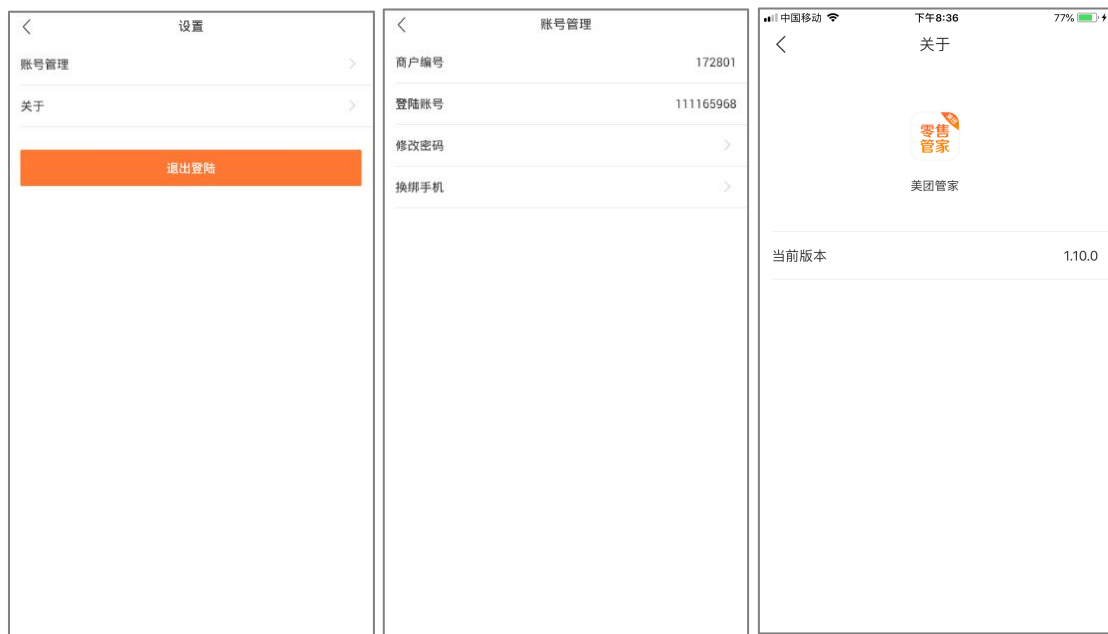 设置
账号管理
关于
退出登陆
账号管理
商户编号 172801
登陆账号 111165968
修改密码
换绑手机
中国移动 下午8:36 77%
关于
零售
管家
美团管家
当前版本 1.10.0